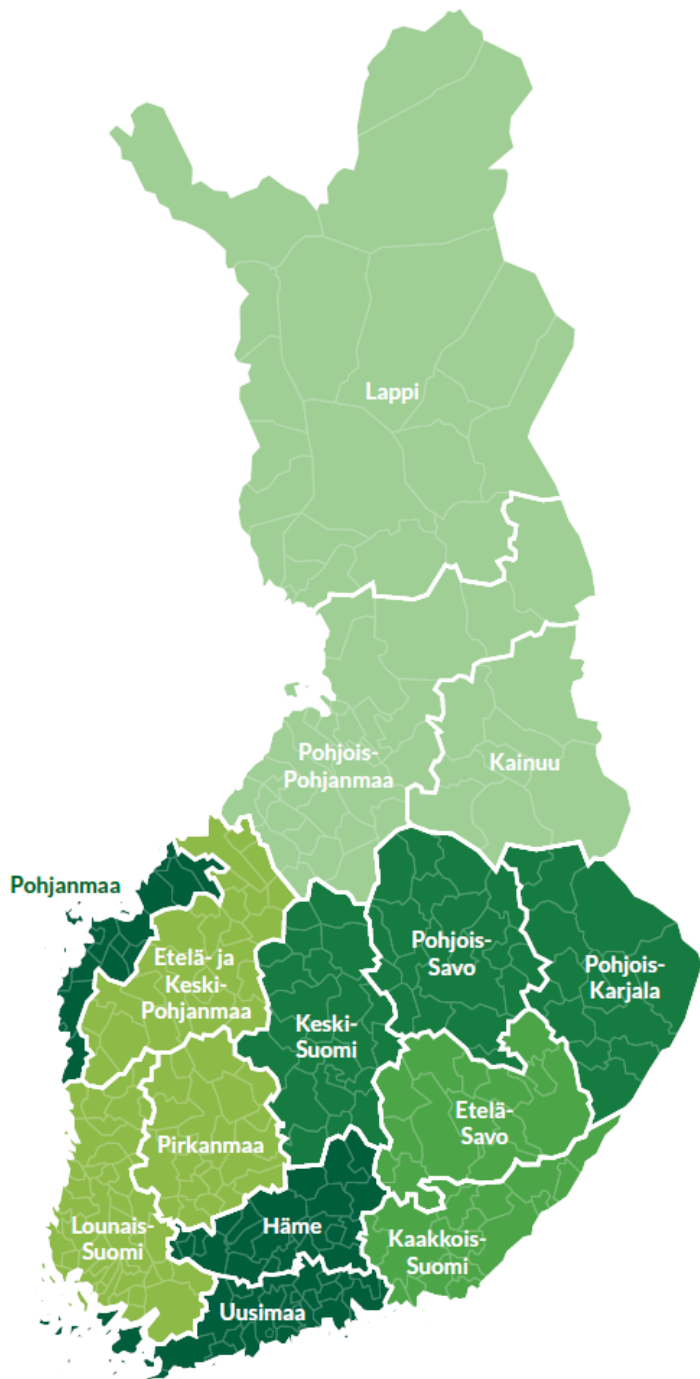 Lappi
Pohjois-
Pohjanmaa
Kainuu
Pohjanmaa
Etelä- ja
Keski-
Pohjanmaa
Pohjois-
Savo
Pohjois-
Karjala
Keski-
Suomi
Etelä-
Savo
Pirkanmaa
Lounais-
Suomi
Häme
Kaakkois-
Suomi
Uusimaa